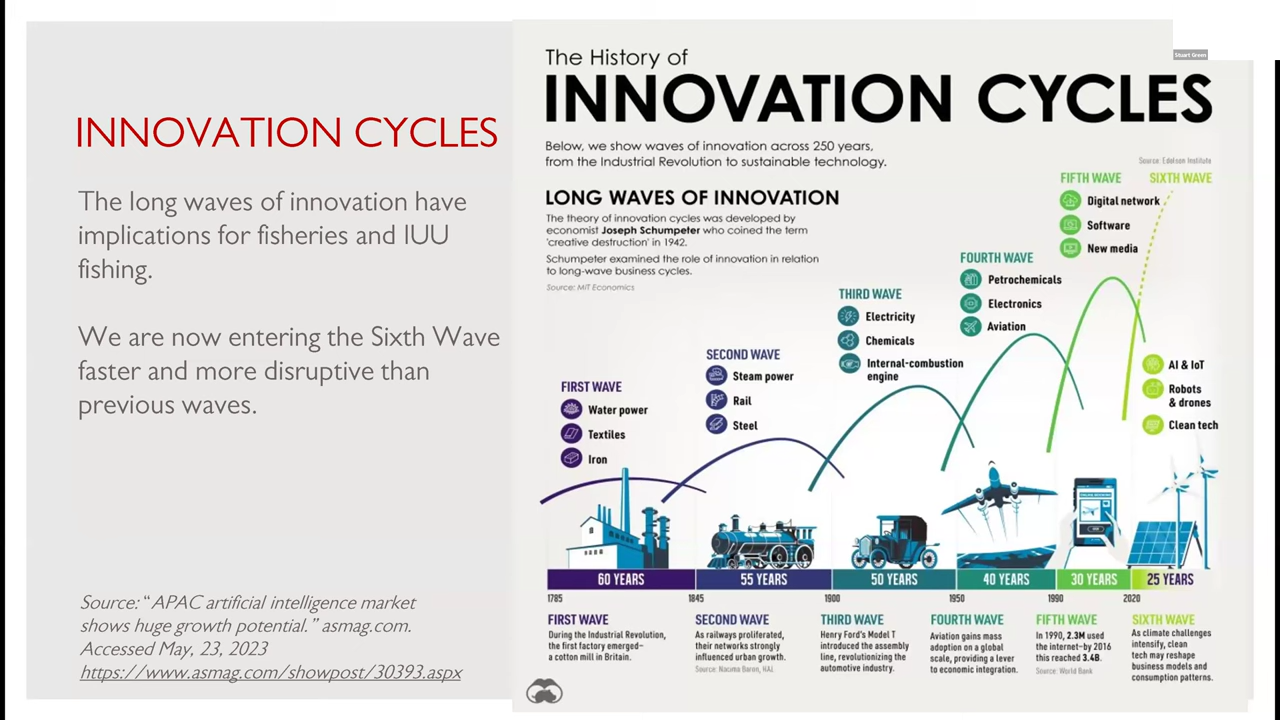 INNOVATION CYCLES
The long waves of innovation have
implications for fisheries and IUU
fishing.
We are now entering the Sixth Wave
faster and more disruptive than
previous waves.
Source: “APAC artificial intelligence market
shows huge growth potential.” asmag.com.
Accessed May, 23, 2023
https://www.asmag.com/showpost/30393.aspx
Stuart Green
The History of
INNOVATION CYCLES
Below, we show waves of innovation across 250 years,
from the Industrial Revolution to sustainable technology.
Source: Edelson Institute
LONG WAVES OF INNOVATION
The theory of innovation cycles was developed by
economist Joseph Schumpeter who coined the term
'creative destruction' in 1942.
Schumpeter examined the role of innovation in relation
to long-wave business cycles.
Source: MIT Economics
FIRST WAVE
Water power
Textiles
Iron
SECOND WAVE
Steam power
Rail
Steel
THIRD WAVE
Electricity
Chemicals
Internal-combustion
engine
FOURTH WAVE
Petrochemicals
Electronics
Aviation
FIFTH WAVE
Digital network
Software
New media
SIXTH WAVE
AI & IoT
Robots
& drones
Clean tech
60 YEARS
55 YEARS
50 YEARS
40 YEARS
30 YEARS
25 YEARS
1785
1845
1900
1950
1990
2020
FIRST WAVE
During the Industrial Revolution,
the first factory emerged–
a cotton mill in Britain.
SECOND WAVE
As railways proliferated,
their networks strongly
influenced urban growth.
Source: Nacima Baron, HAL
THIRD WAVE
Henry Ford's Model T
introduced the assembly
line, revolutionizing the
automotive industry.
FOURTH WAVE
Aviation gains mass
adoption on a global
scale, providing a lever
to economic integration.
FIFTH WAVE
In 1990, 2.3M used
the internet–by 2016
this reached 3.4B.
Source: World Bank
SIXTH WAVE
As climate challenges
intensify, clean
tech may reshape
business models and
consumption patterns.